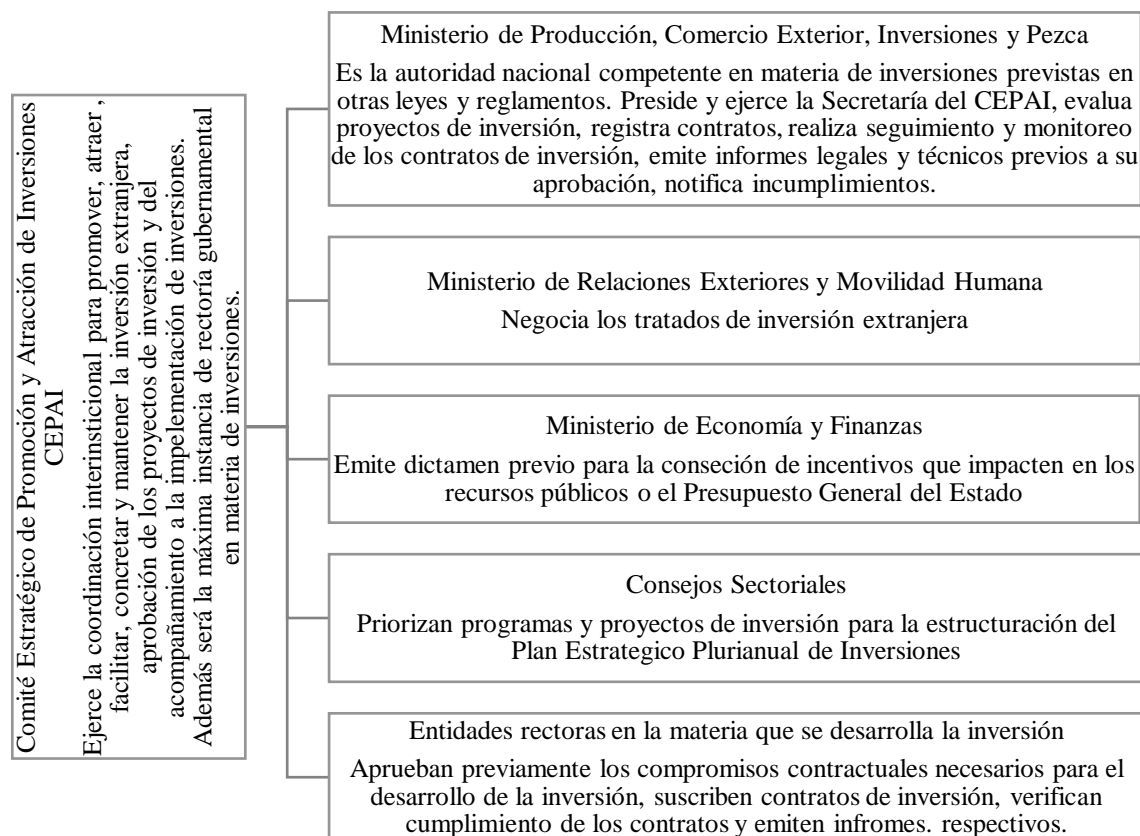 Comité Estratégico de Promoción y Atracción de Inversiones
CEPAI
Ejerce la coordinación interinsticional para promover, atraer ,
facilitar, concretar y mantener la inversión extranjera,
aprobación de los proyectos de inversión y del
acompañamiento a la impelementación de inversiones.
Además será la máxima instancia de rectoría gubernamental
en materia de inversiones.
Ministerio de Producción, Comercio Exterior, Inversiones y Pezca
Es la autoridad nacional competente en materia de inversiones previstas en
otras leyes y reglamentos. Preside y ejerce la Secretaría del CEPAI, evalua
proyectos de inversión, registra contratos, realiza seguimiento y monitoreo
de los contratos de inversión, emite informes legales y técnicos previos a su
aprobación, notifica incumplimientos.
Ministerio de Relaciones Exteriores y Movilidad Humana
Negocia los tratados de inversión extranjera
Ministerio de Economía y Finanzas
Emite dictamen previo para la conseción de incentivos que impacten en los
recursos públicos o el Presupuesto General del Estado
Consejos Sectoriales
Priorizan programas y proyectos de inversión para la estructuración del
Plan Estrategico Plurianual de Inversiones
Entidades rectoras en la materia que se desarrolla la inversión
Aprueban previamente los compromisos contractuales necesarios para el
desarrollo de la inversión, suscriben contratos de inversión, verifican
cumplimiento de los contratos y emiten infromes. respectivos.